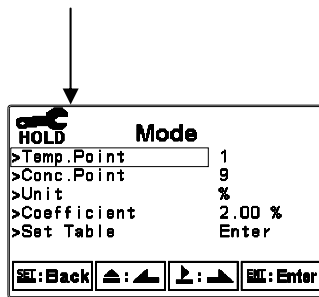 HOLD Mode
>Temp.Point 1
>Conc.Point 9
>Unit %
>Coefficient 2.00 %
>Set Table Enter
SET:Back ENT:Enter